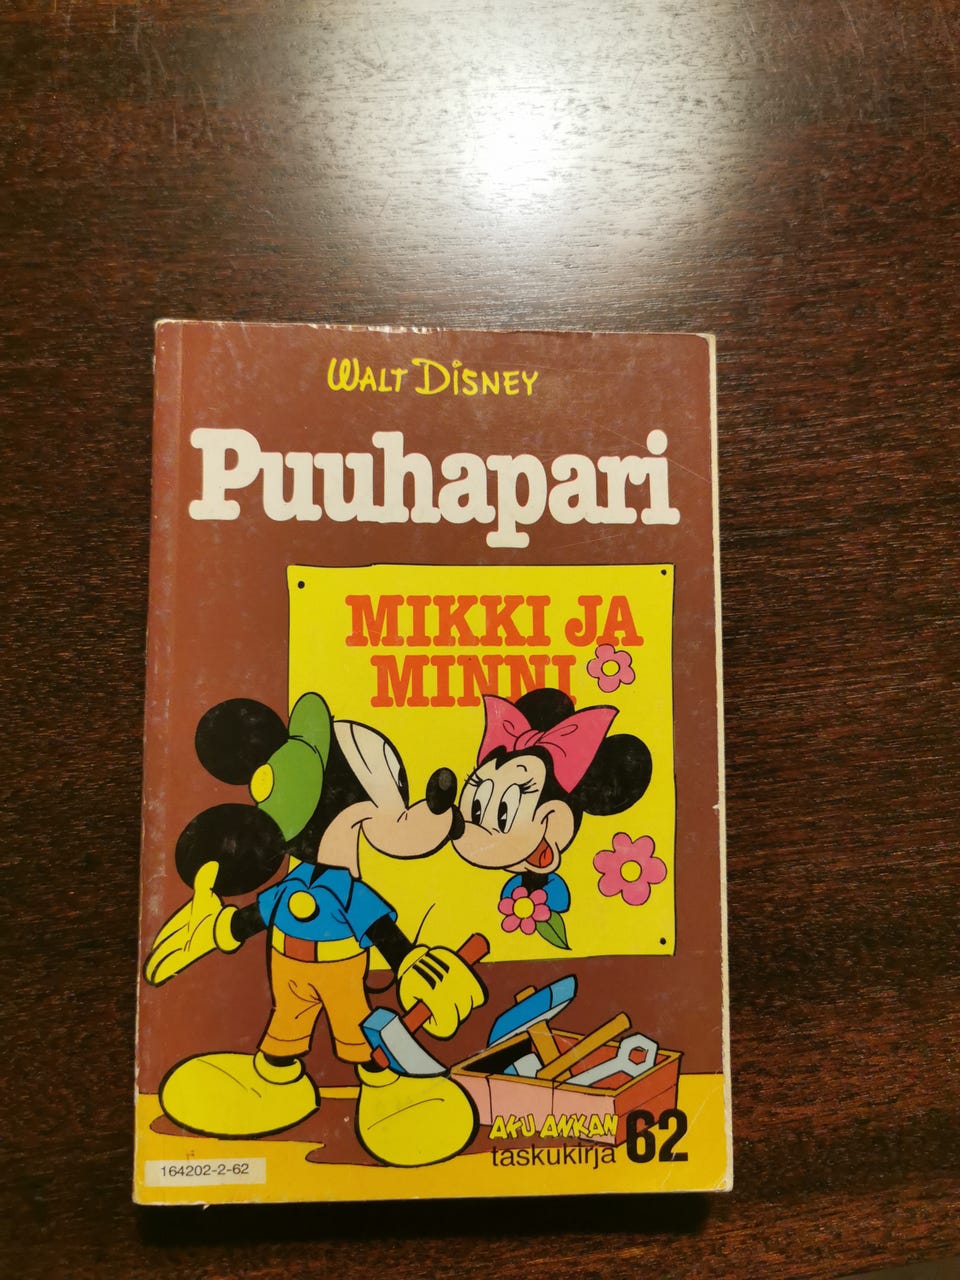 WALT DISNEY
Puuhapari
MIKKI JA
MINNI
AKU ANKAN
taskukirja 62
164202-2-62